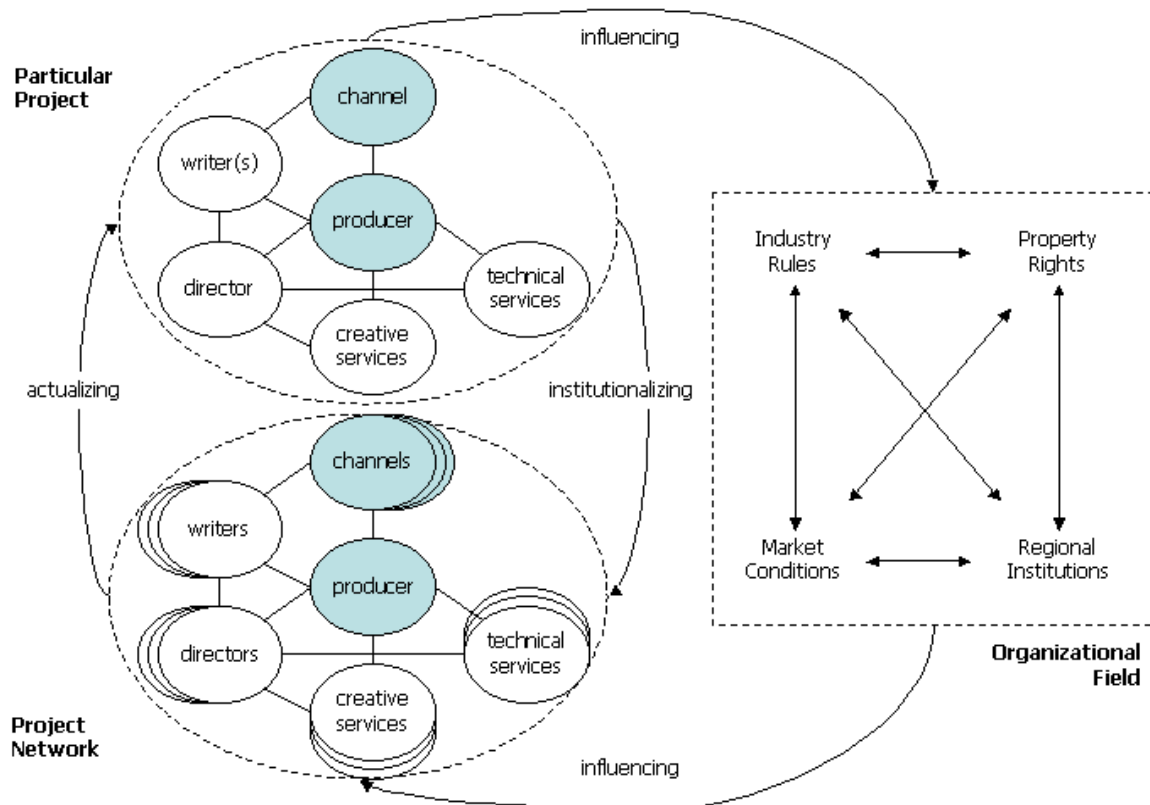 influencing
Particular
Project
channel
writer(s)
producer
director
technical
services
creative
services
Industry
Rules
Property
Rights
Market
Conditions
Regional
Institutions
Organizational
Field
actualizing
institutionalizing
channels
writers
producer
directors
technical
services
creative
services
Project
Network
influencing